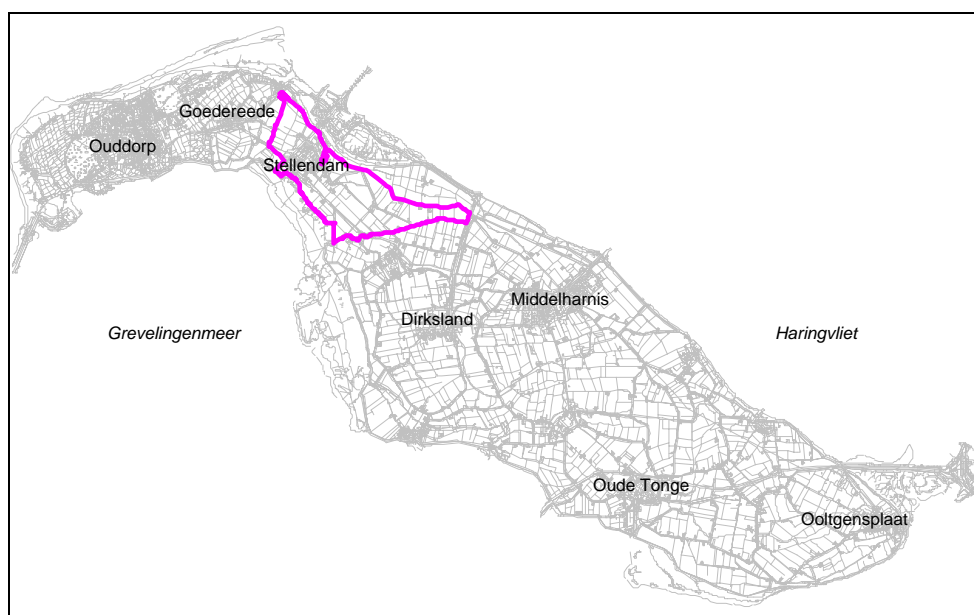 Goedereede
Ouddorp
Stellendam
Middelharnis
Dirksland
Grevelingenmeer
Haringvliet
Oude Tonge
Ooltgensplaat